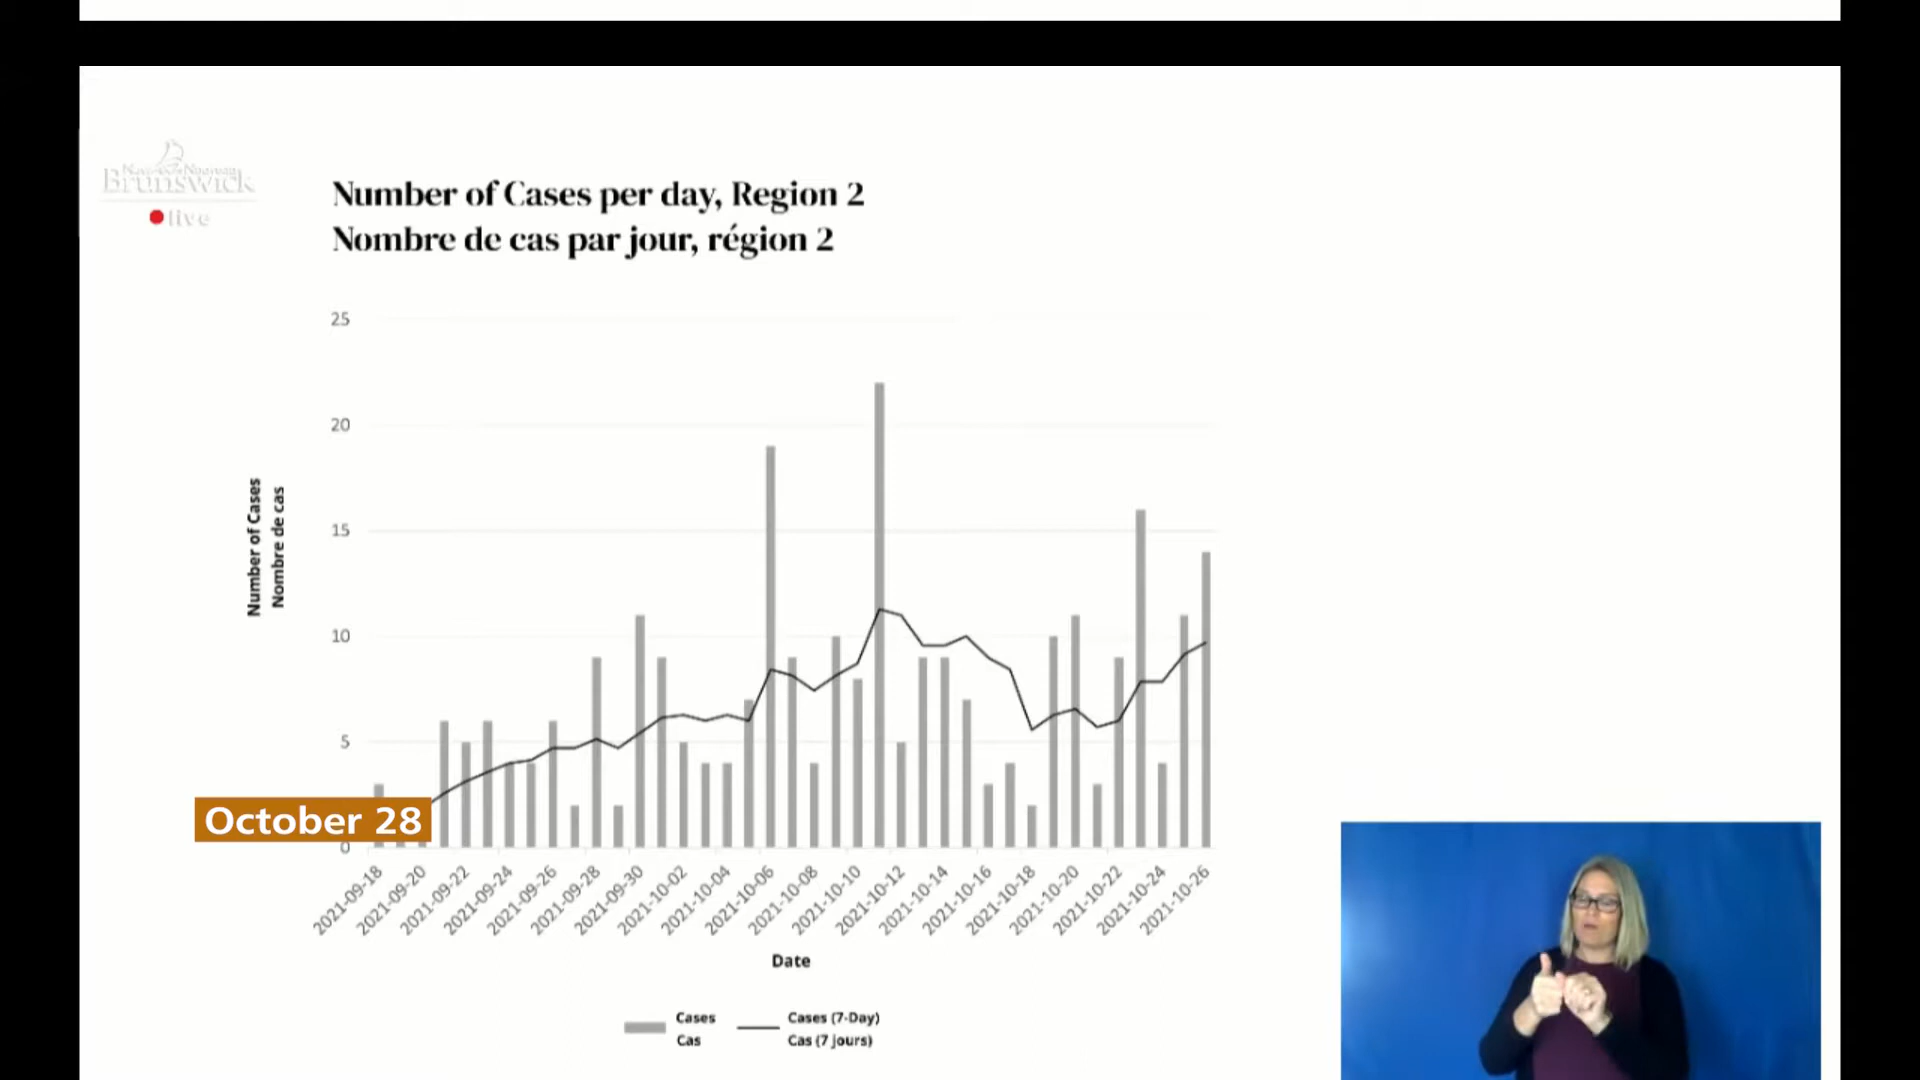 New Nouveau
Brunswick
live
Number of Cases per day, Region 2
Nombre de cas par jour, région 2
Number of Cases
Nombre de cas
25
20
15
10
5
0
October 28
2021-09-18
2021-09-20
2021-09-22
2021-09-24
2021-09-26
2021-09-28
2021-09-30
2021-10-02
2021-10-04
2021-10-06
2021-10-08
2021-10-10
2021-10-12
2021-10-14
2021-10-16
2021-10-18
2021-10-20
2021-10-22
2021-10-24
2021-10-26
Date
Cases
Cas
Cases (7-Day)
Cas (7 jours)